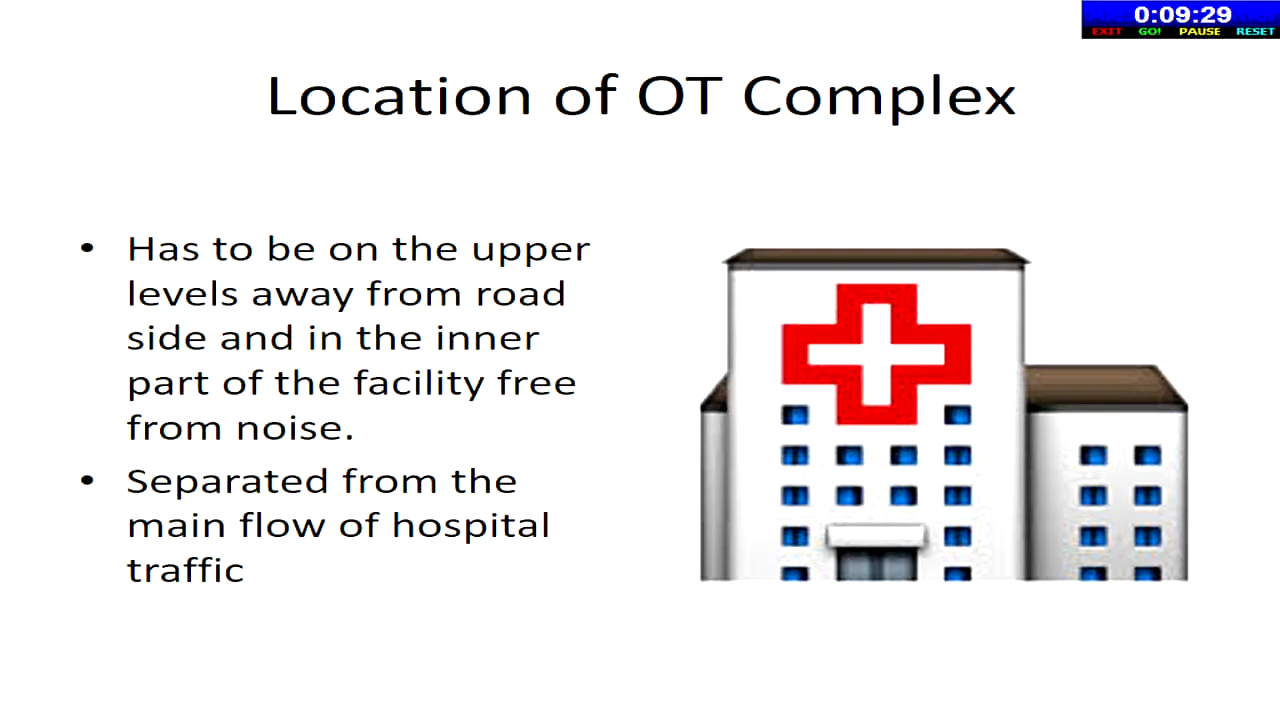 0:09:29
EXIT GO! PAUSE RESET
Location of OT Complex
• Has to be on the upper
levels away from road
side and in the inner
part of the facility free
from noise.
• Separated from the
main flow of hospital
traffic